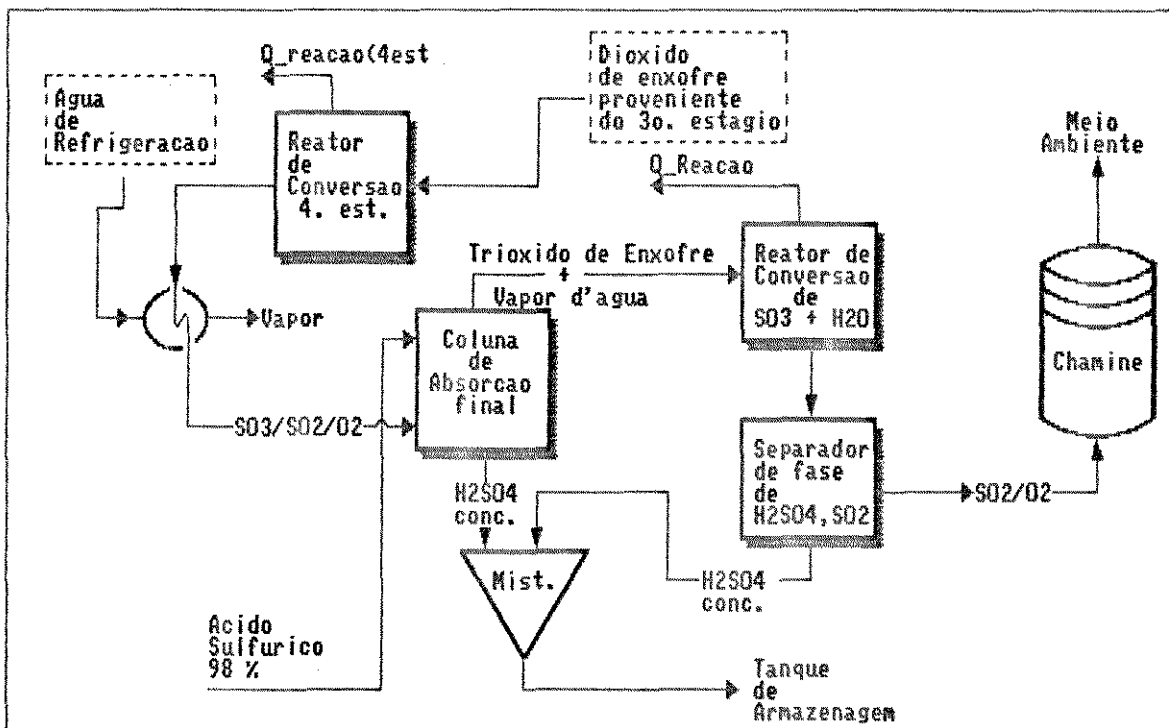 Q_reacao(4est
Dioxido
de enxofre
proveniente
do 3o. estagio
Agua
de
Refrigeracao
Reator
de
Conversao
4. est.
Meio
Ambiente
Q_Reacao
Trioxido de Enxofre
+
Vapor d'agua
Reator de
Conversao
de
SO3 + H2O
Vapor
Coluna
de
Absorcao
final
Chamine
SO3/SO2/O2
Separador
de fase
de
H2SO4,SO2
SO2/O2
H2SO4
conc.
Mist.
H2SO4
conc.
Acido
Sulfurico
98 %
Tanque
de
Armazenagem